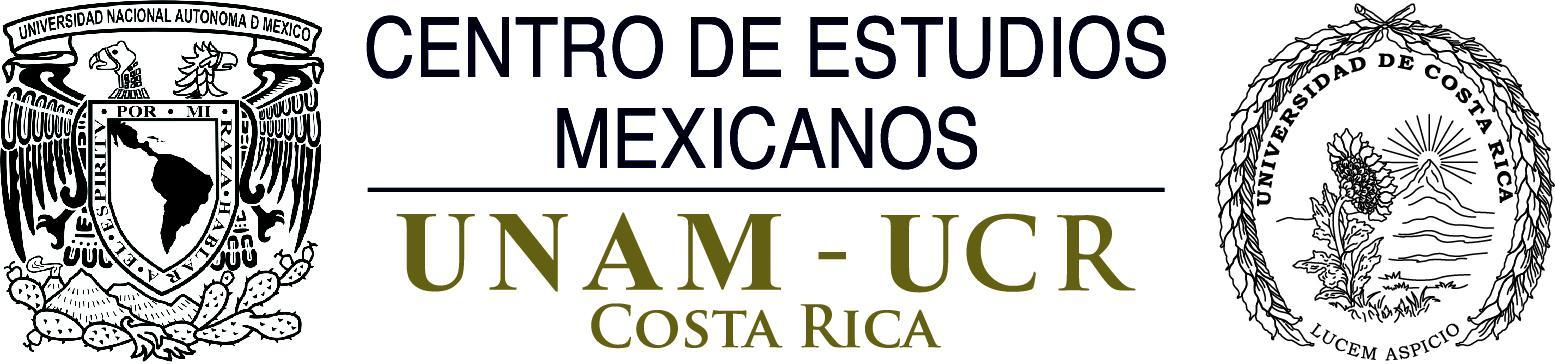 UNIVERSIDAD NACIONAL AUTONOMA D MEXICO
POR · MI · RAZA · HABLARA · EL · ESPIRITV
CENTRO DE ESTUDIOS
MEXICANOS
UNAM - UCR
COSTA RICA
UNIVERSIDAD DE COSTA RICA
LUCEM ASPICIO